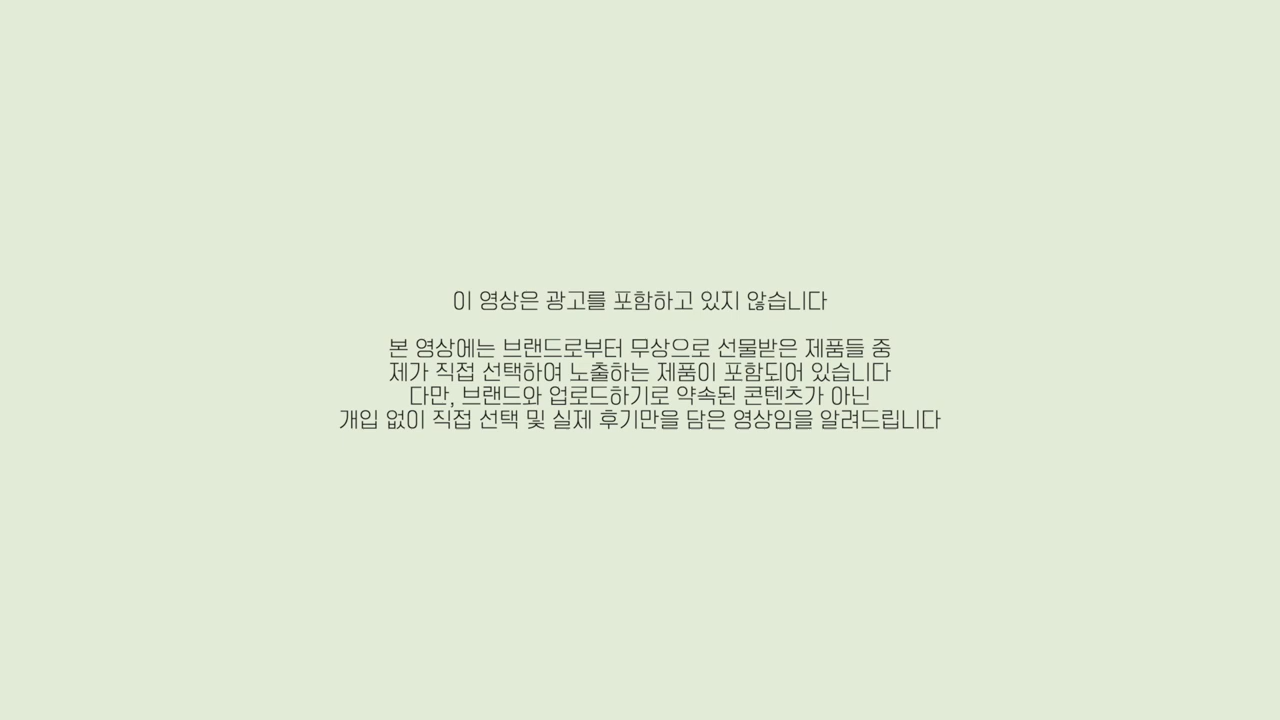 이 영상은 광고를 포함하고 있지 않습니다
본 영상에는 브랜드로부터 무상으로 선물받은 제품들 중
제가 직접 선택하여 노출하는 제품이 포함되어 있습니다
다만, 브랜드와 업로드하기로 약속된 콘텐츠가 아닌
개입 없이 직접 선택 및 실제 후기만을 담은 영상임을 알려드립니다